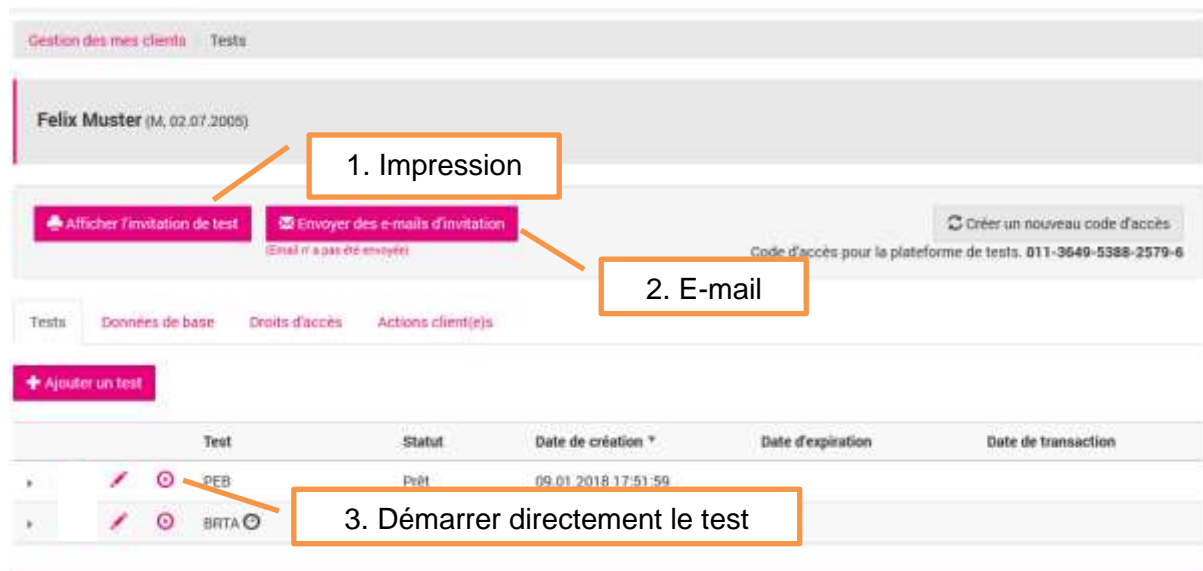 Gestion des mes clients Tests
Felix Muster (M, 02.07.2005)
1. Impression
Afficher l'invitation de test Envoyer des e-mails d'invitation Créer un nouveau code d'accès
(Email n' a pas été envoyée) Code d'accès pour la plateforme de tests. 011-3649-5388-2579-6
2. E-mail
Tests Données de base Droits d'accès Actions client(e)s
Ajouter un test
Test Statut Date de création Date d'expiration Date de transaction
PEB Prêt 09.01.2018 17:51:59
BRTA
3. Démarrer directement le test